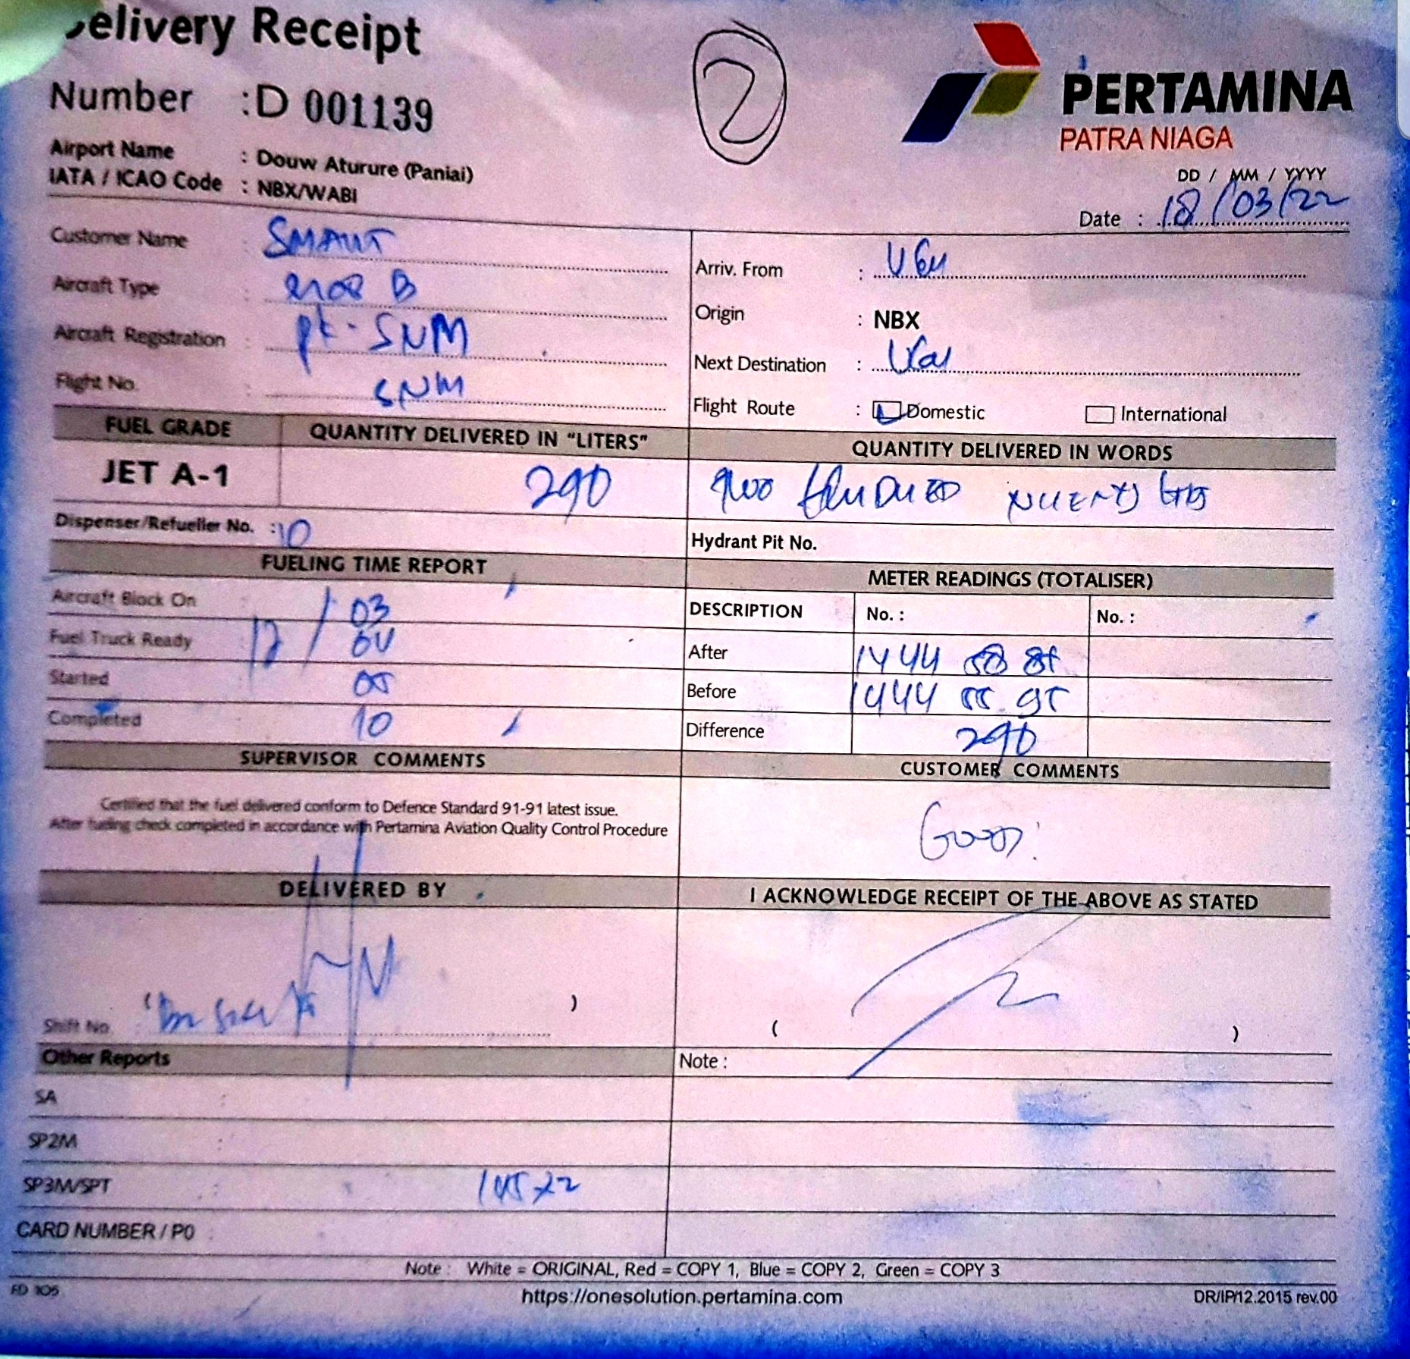 Delivery Receipt
2
PERTAMINA
PATRA NIAGA
Number : D 001139
Airport Name : Douw Aturure (Paniai)
IATA / ICAO Code : NBX/WABI
DD / MM / YYYY
Date : 18/03/22
Customer Name : SMART
Arriv. From :
Aircraft Type : B
Origin : NBX
Aircraft Registration : PK-SNM
Next Destination :
Flight No. : SNM
Flight Route : Domestic International
FUEL GRADE QUANTITY DELIVERED IN "LITERS" QUANTITY DELIVERED IN WORDS
JET A-1 290
Dispenser/Refueller No. : 10
Hydrant Pit No.
FUELING TIME REPORT METER READINGS (TOTALISER)
Aircraft Block On 03
DESCRIPTION No. : No. :
Fuel Truck Ready
After 1444
Started 05
Before 1444 55 95
Completed 10
Difference 290
SUPERVISOR COMMENTS CUSTOMER COMMENTS
Certified that the fuel delivered conform to Defence Standard 91-91 latest issue.
After fueling check completed in accordance with Pertamina Aviation Quality Control Procedure
Good!
DELIVERED BY I ACKNOWLEDGE RECEIPT OF THE ABOVE AS STATED
Shift No. ( ) ( )
Other Reports Note :
SA :
SP2M
SP3M/SPT :
CARD NUMBER / PO :
Note : White = ORIGINAL, Red = COPY 1, Blue = COPY 2, Green = COPY 3
FD 105 https://onesolution.pertamina.com DR/IP/12.2015 rev.00